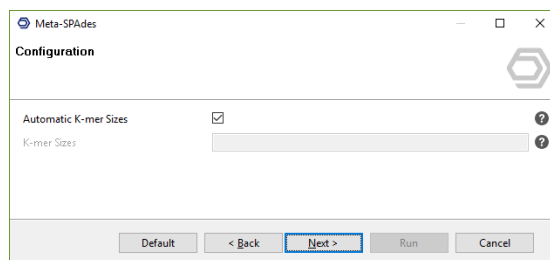 Meta-SPAdes
Configuration
Automatic K-mer Sizes
K-mer Sizes
Default
< Back
Next >
Run
Cancel